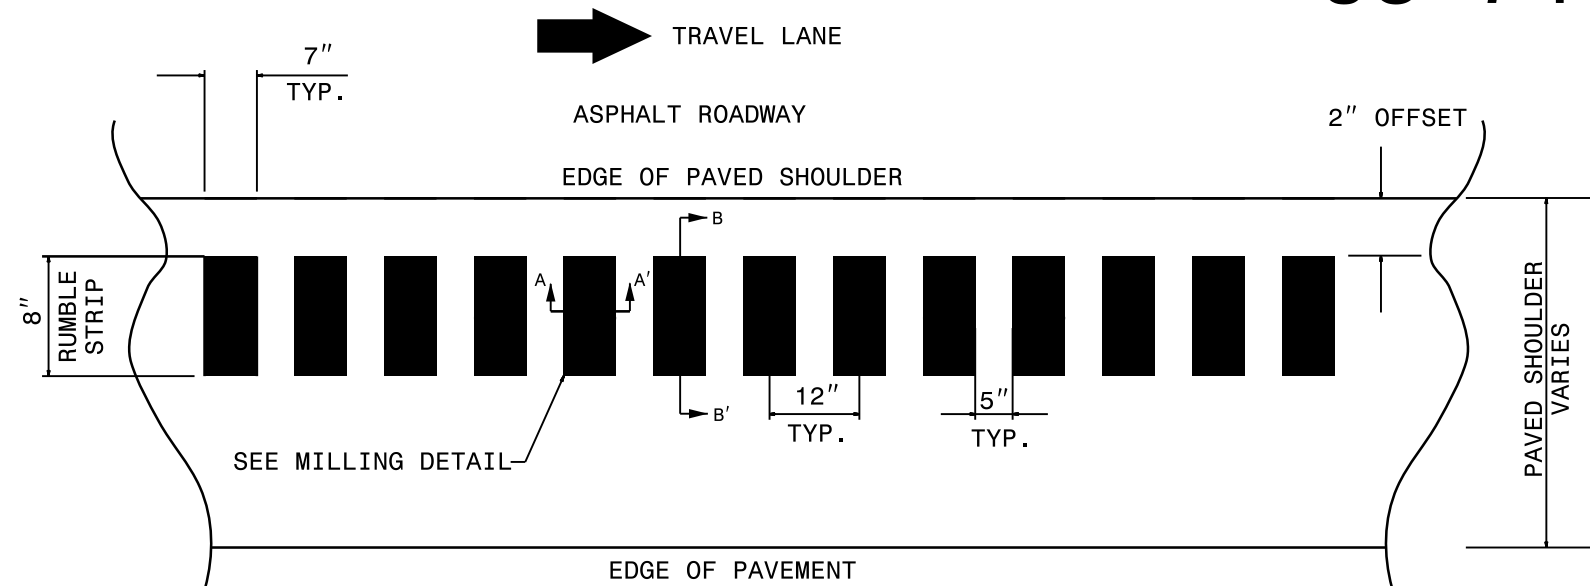 TRAVEL LANE
7"
TYP.
ASPHALT ROADWAY
2" OFFSET
EDGE OF PAVED SHOULDER
B
A
A'
8"
RUMBLE
STRIP
PAVED SHOULDER
VARIES
12"
TYP.
5"
TYP.
B'
SEE MILLING DETAIL
EDGE OF PAVEMENT